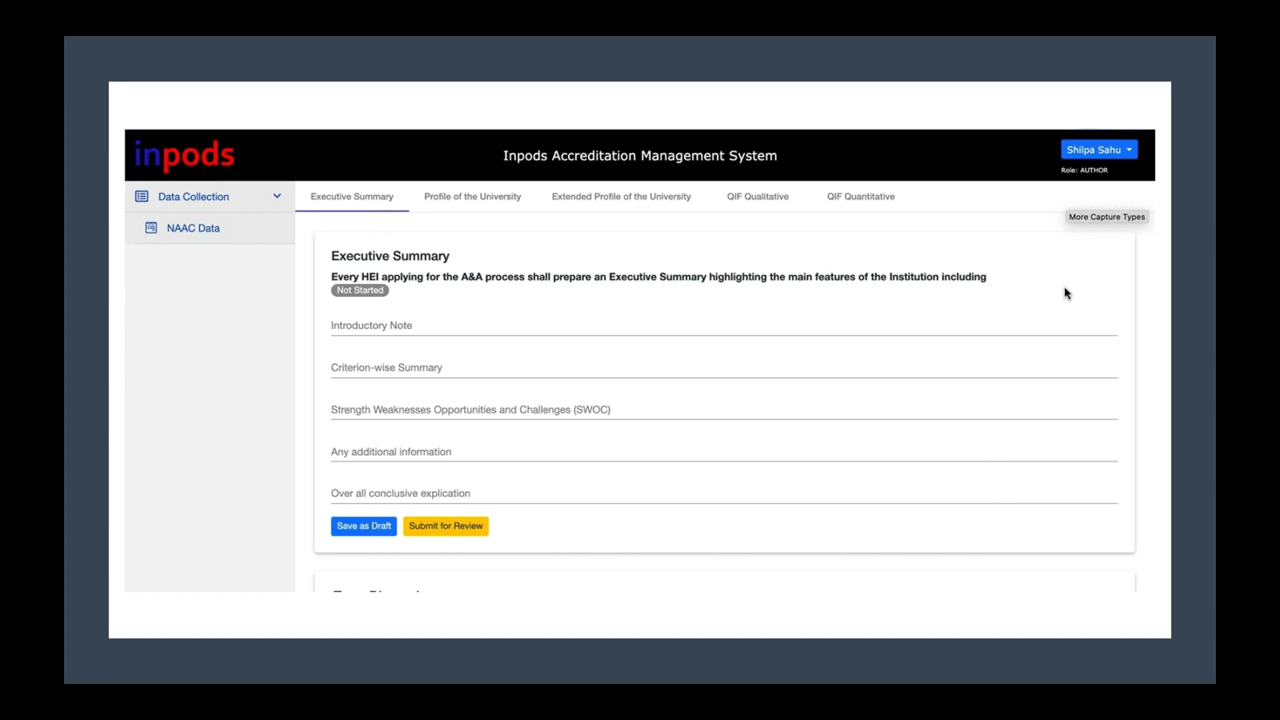 inpods
Inpods Accreditation Management System
Shilpa Sahu
Role: AUTHOR
Data Collection
NAAC Data
Executive Summary
Profile of the University
Extended Profile of the University
QIF Qualitative
QIF Quantitative
More Capture Types
Executive Summary
Every HEI applying for the A&A process shall prepare an Executive Summary highlighting the main features of the Institution including
Not Started
Introductory Note
Criterion-wise Summary
Strength Weaknesses Opportunities and Challenges (SWOC)
Any additional information
Over all conclusive explication
Save as Draft
Submit for Review